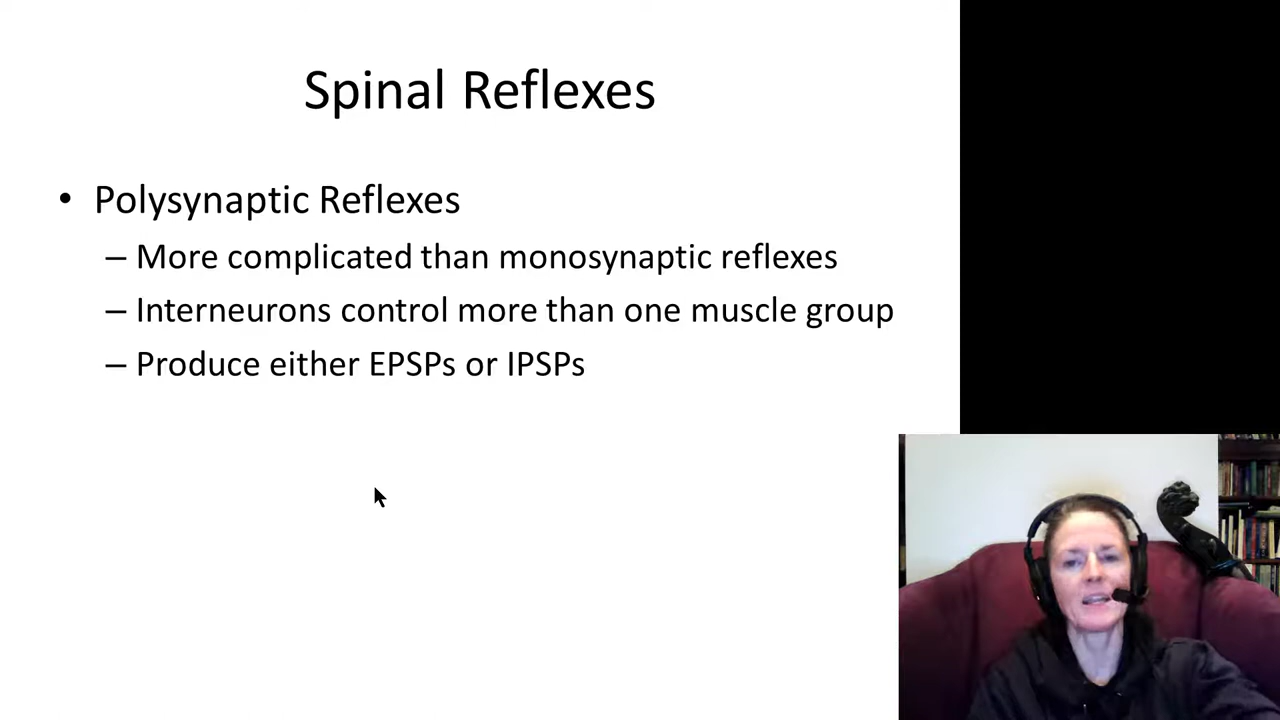 Spinal Reflexes
• Polysynaptic Reflexes
– More complicated than monosynaptic reflexes
– Interneurons control more than one muscle group
– Produce either EPSPs or IPSPs